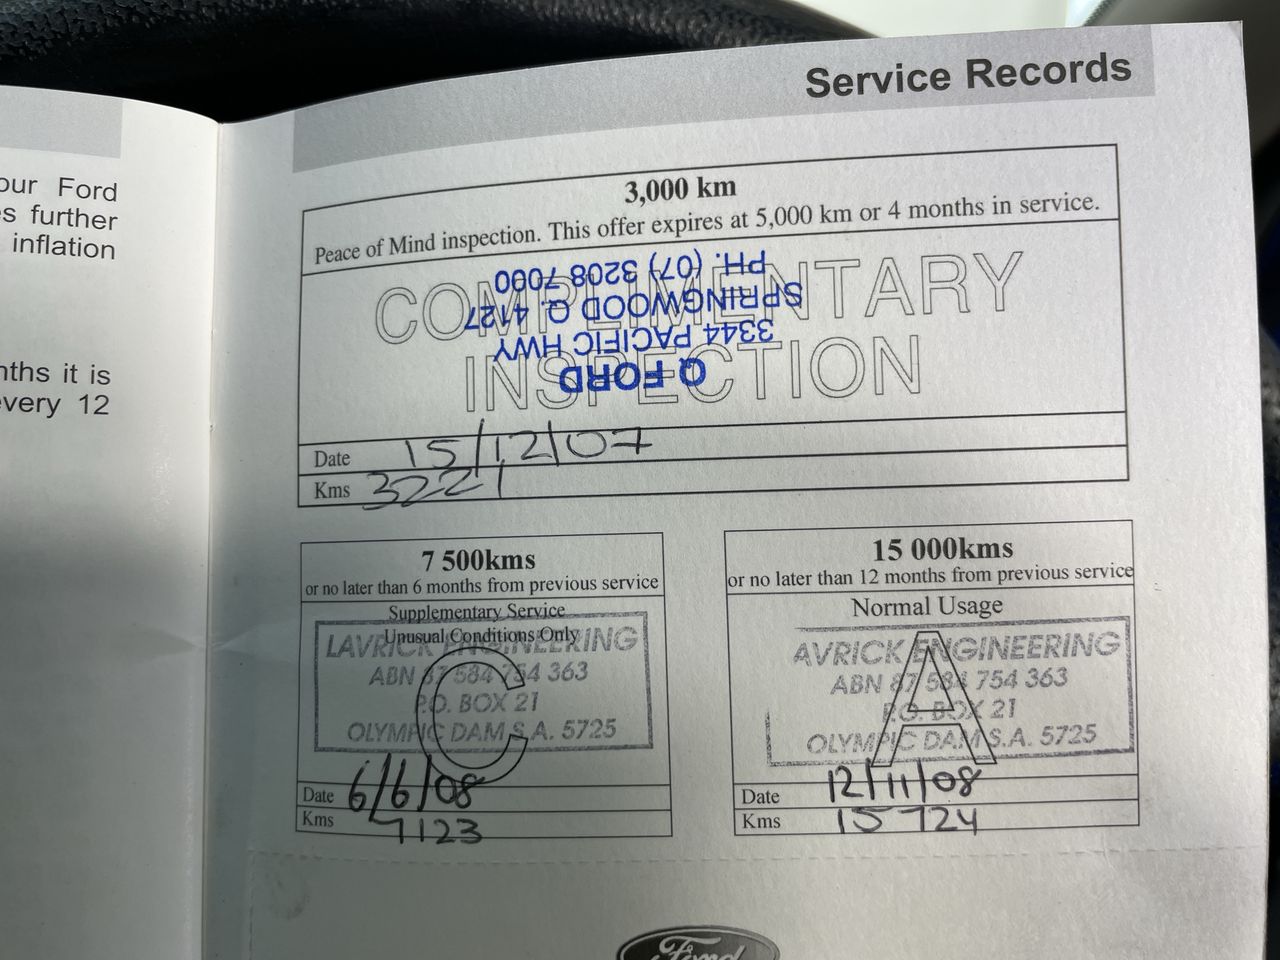 our Ford
s further
inflation
nths it is
every 12
Service Records
3,000 km
Peace of Mind inspection. This offer expires at 5,000 km or 4 months in service.
COMPLIMENTARY
INSPECTION
Q FORD
3344 PACIFIC HWY
SPRINGWOOD Q. 4127
PH. (07) 3208 7000
Date 15/12/07
Kms 3221
7 500kms
or no later than 6 months from previous service
Supplementary Service
Unusual Conditions Only
C
LAVRICK ENGINEERING
ABN 87 584 754 363
P.O. BOX 21
OLYMPIC DAM S.A. 5725
Date 6/6/08
Kms 7123
15 000kms
or no later than 12 months from previous service
Normal Usage
A
AVRICK ENGINEERING
ABN 87 584 754 363
P.O. BOX 21
OLYMPIC DAM S.A. 5725
Date 12/11/08
Kms 15724
Ford